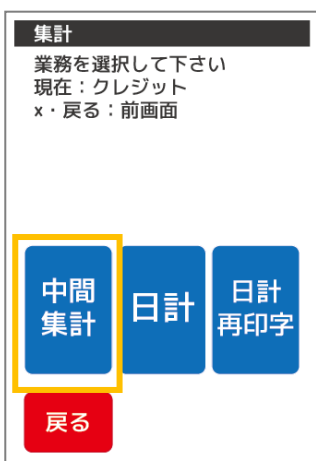 集計
業務を選択して下さい
現在：クレジット
x・戻る：前画面
中間
集計
日計
日計
再印字
戻る